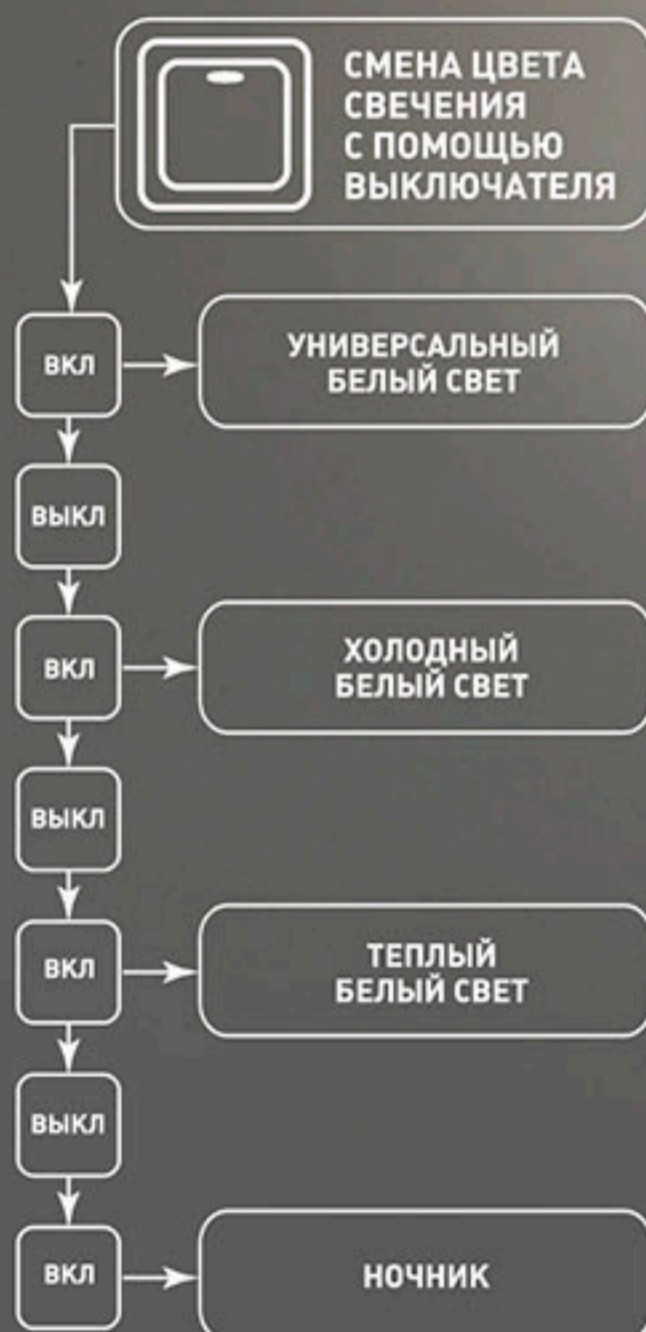 СМЕНА ЦВЕТА
СВЕЧЕНИЯ
С ПОМОЩЬЮ
ВЫКЛЮЧАТЕЛЯ
ВКЛ
УНИВЕРСАЛЬНЫЙ
БЕЛЫЙ СВЕТ
ВЫКЛ
ВКЛ
ХОЛОДНЫЙ
БЕЛЫЙ СВЕТ
ВЫКЛ
ВКЛ
ТЕПЛЫЙ
БЕЛЫЙ СВЕТ
ВЫКЛ
ВКЛ
НОЧНИК